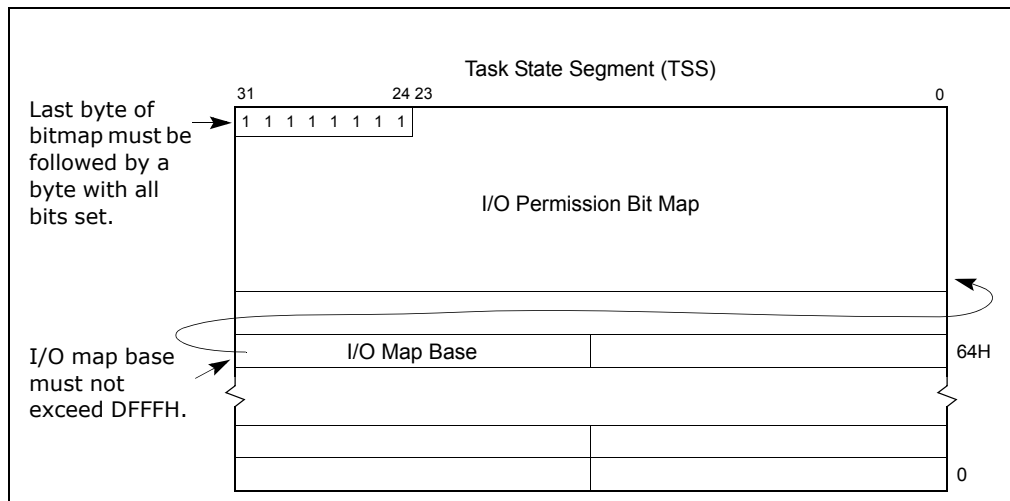 Task State Segment (TSS)
31 24 23 0
Last byte of
bitmap must be
followed by a
byte with all
bits set.
1 1 1 1 1 1 1 1
I/O Permission Bit Map
I/O map base
must not
exceed DFFFH.
I/O Map Base
64H
0